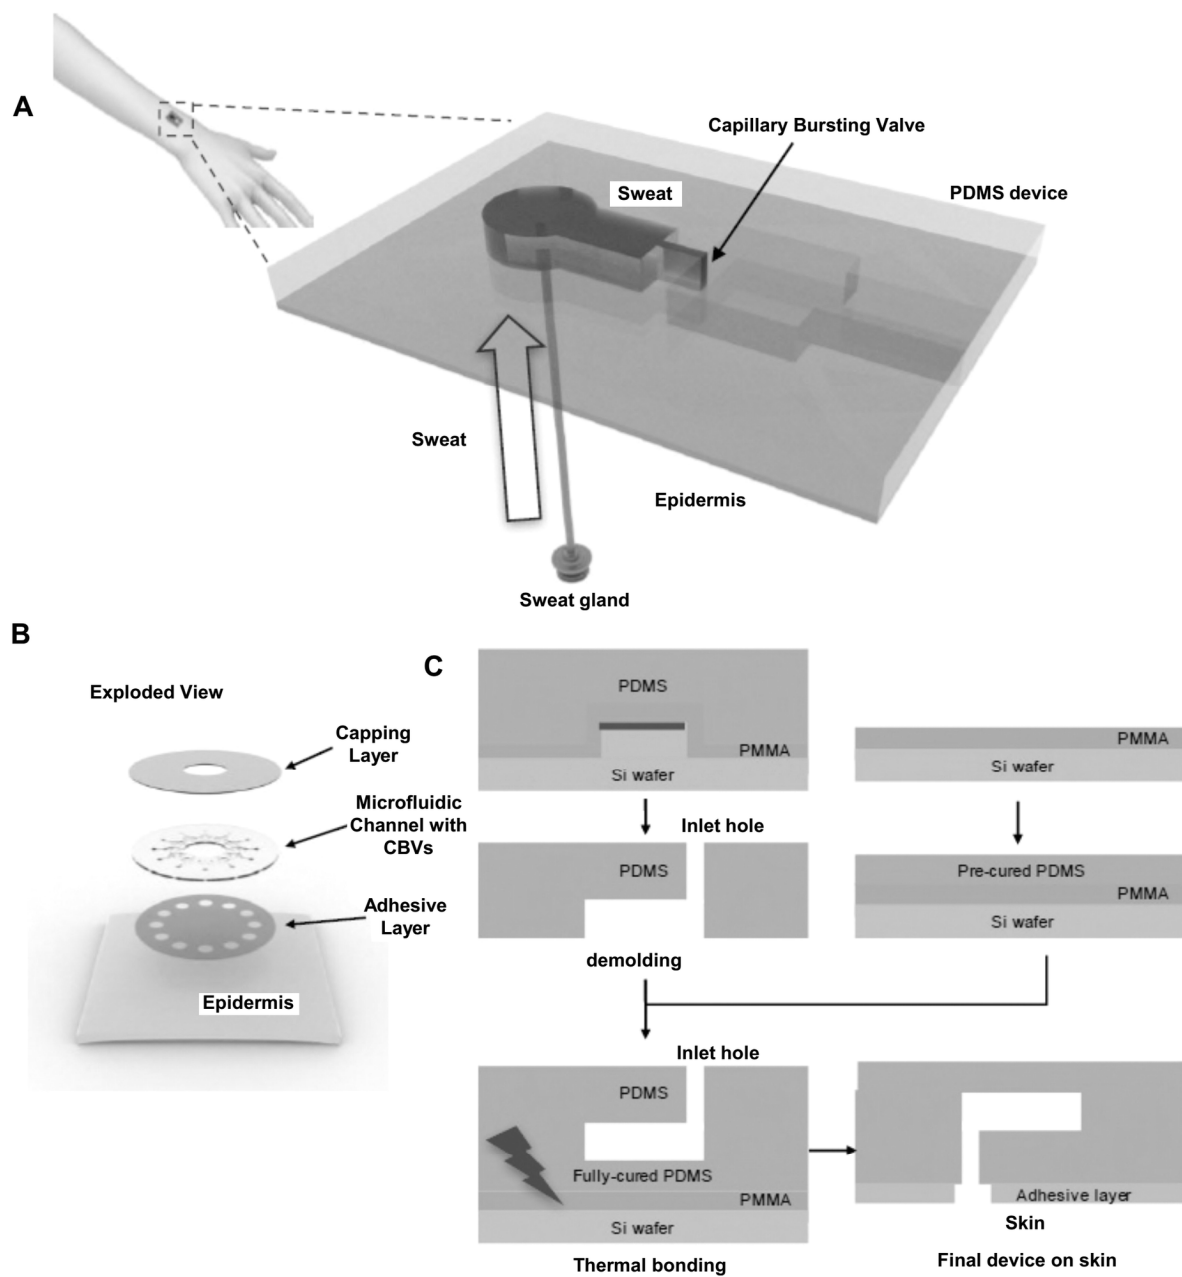 A
Capillary Bursting Valve
Sweat
PDMS device
Sweat
Epidermis
Sweat gland
B
Exploded View
Capping
Layer
Microfluidic
Channel with
CBVs
Adhesive
Layer
Epidermis
C
PDMS
PMMA
Si wafer
PMMA
Si wafer
Inlet hole
PDMS
demolding
Pre-cured PDMS
PMMA
Si wafer
Inlet hole
PDMS
Fully-cured PDMS
PMMA
Si wafer
Thermal bonding
Adhesive layer
Skin
Final device on skin